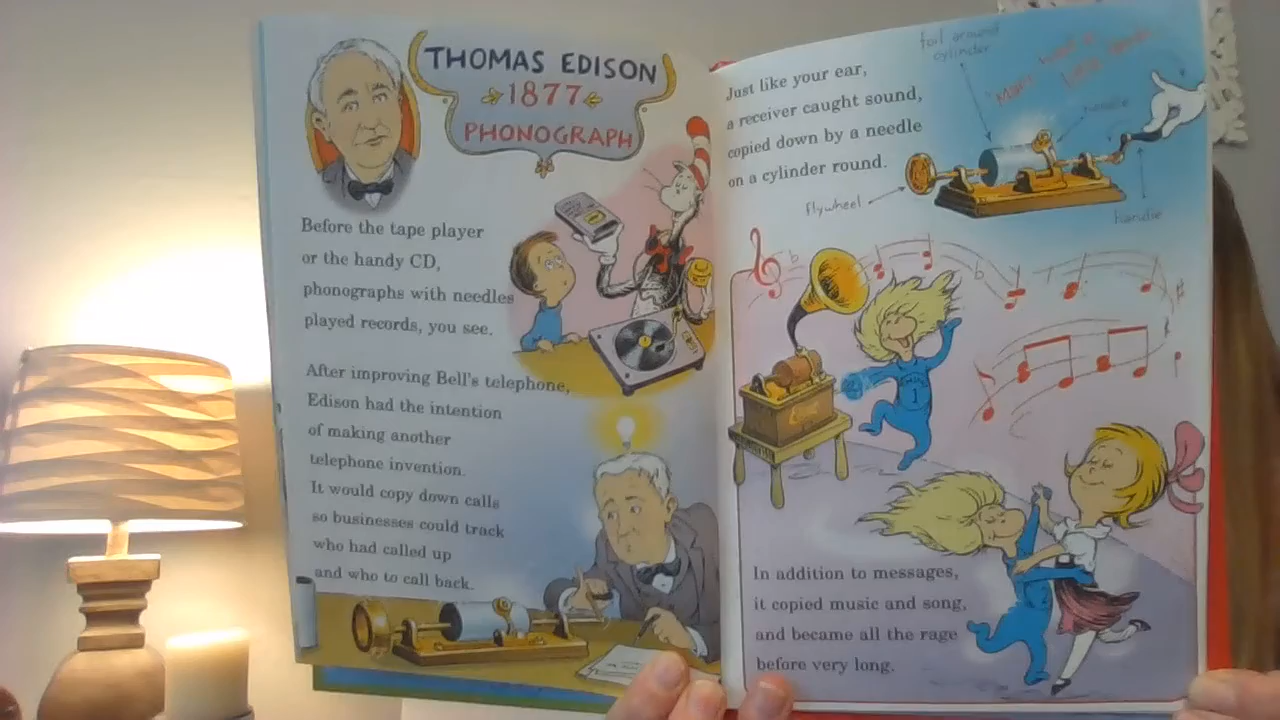 THOMAS EDISON
1877
PHONOGRAPH
Before the tape player
or the handy CD,
phonographs with needles
played records, you see.
After improving Bell's telephone,
Edison had the intention
of making another
telephone invention.
It would copy down calls
so businesses could track
who had called up
and who to call back.
Just like your ear,
a receiver caught sound,
copied down by a needle
on a cylinder round.
foil around
cylinder
"Mary had a
little
needle
flywheel
handle
1
In addition to messages,
it copied music and song,
and became all the rage
before very long.